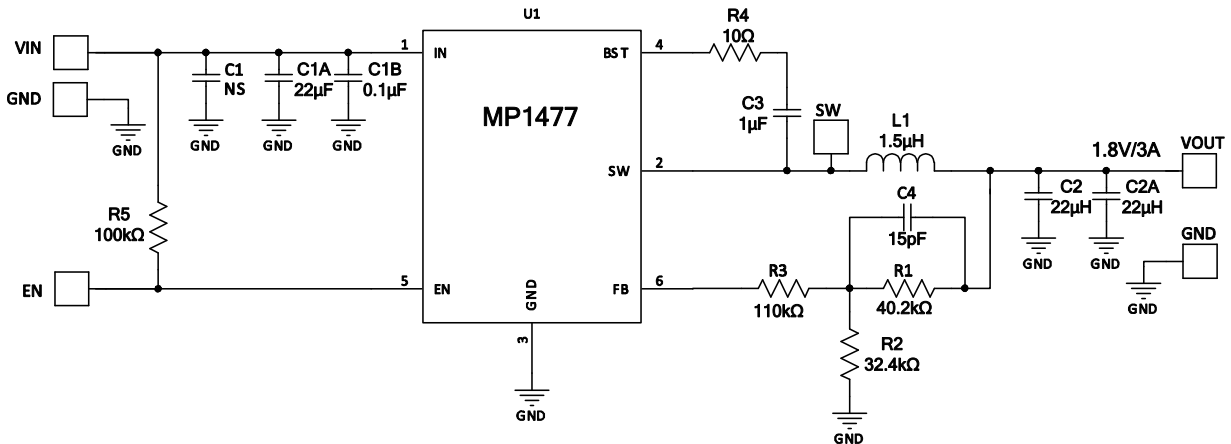 U1
VIN
1
IN
BST
4
R4
10Ω
C1
NS
C1A
22µF
C1B
0.1µF
GND
GND
GND
GND
GND
MP1477
C3
1µF
SW
L1
1.5µH
SW
2
1.8V/3A
VOUT
C2
22µH
C2A
22µH
GND
GND
GND
GND
R5
100kΩ
C4
15pF
EN
5
EN
GND
3
GND
FB
6
R3
110kΩ
R1
40.2kΩ
R2
32.4kΩ
GND